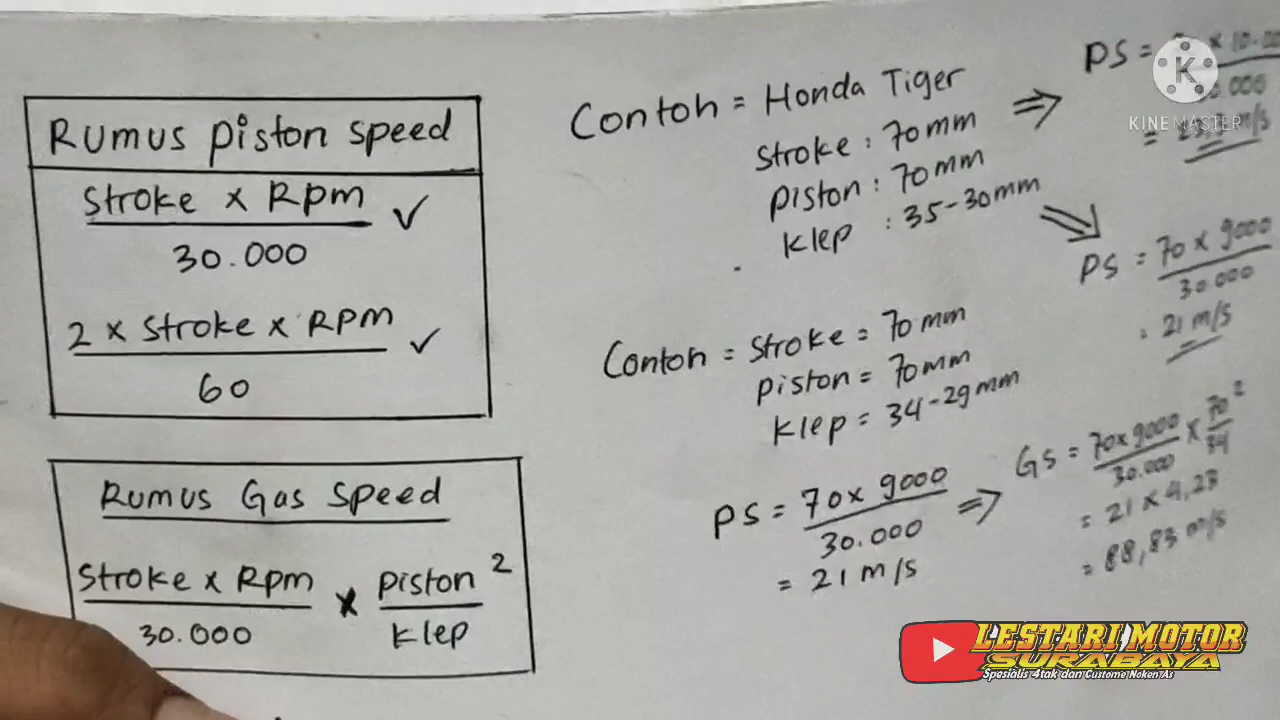 Rumus piston speed
Stroke x Rpm
30.000
2 x Stroke x RPM
60
Rumus Gas Speed
Stroke x Rpm x piston 2
30.000 klep
Contoh = Honda Tiger
Stroke : 70mm
piston : 70mm
klep : 35-30mm
PS =
KINEMASTER
PS = 70 x 9000
30.000
= 21 m/s
Contoh = Stroke = 70mm
piston = 70mm
klep = 34-29mm
PS = 70 x 9000
30.000
= 21 m/s
GS = 70 x 9000 x 70 2
30.000 34
= 21 x 4,23
= 88,83 m/s
LESTARI MOTOR
SURABAYA
Spesialis 4tak dan Custome Noken As